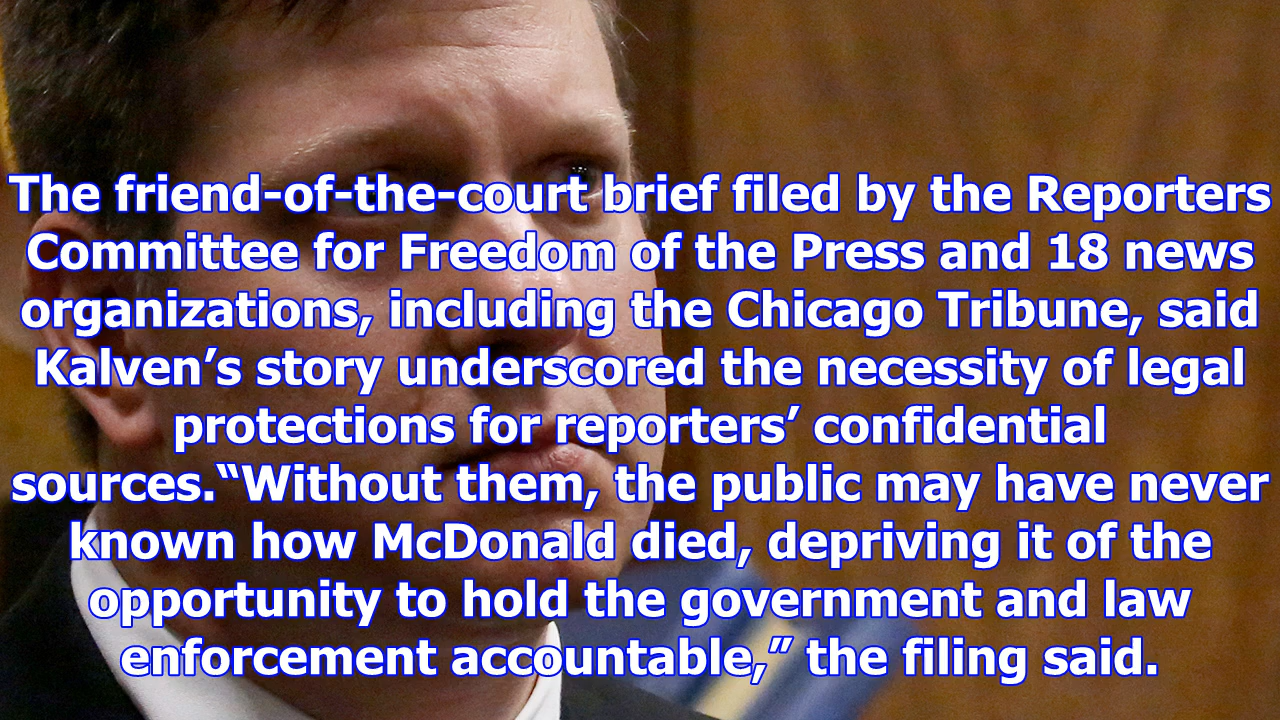 The friend-of-the-court brief filed by the Reporters
Committee for Freedom of the Press and 18 news
organizations, including the Chicago Tribune, said
Kalven’s story underscored the necessity of legal
protections for reporters’ confidential
sources.“Without them, the public may have never
known how McDonald died, depriving it of the
opportunity to hold the government and law
enforcement accountable,” the filing said.